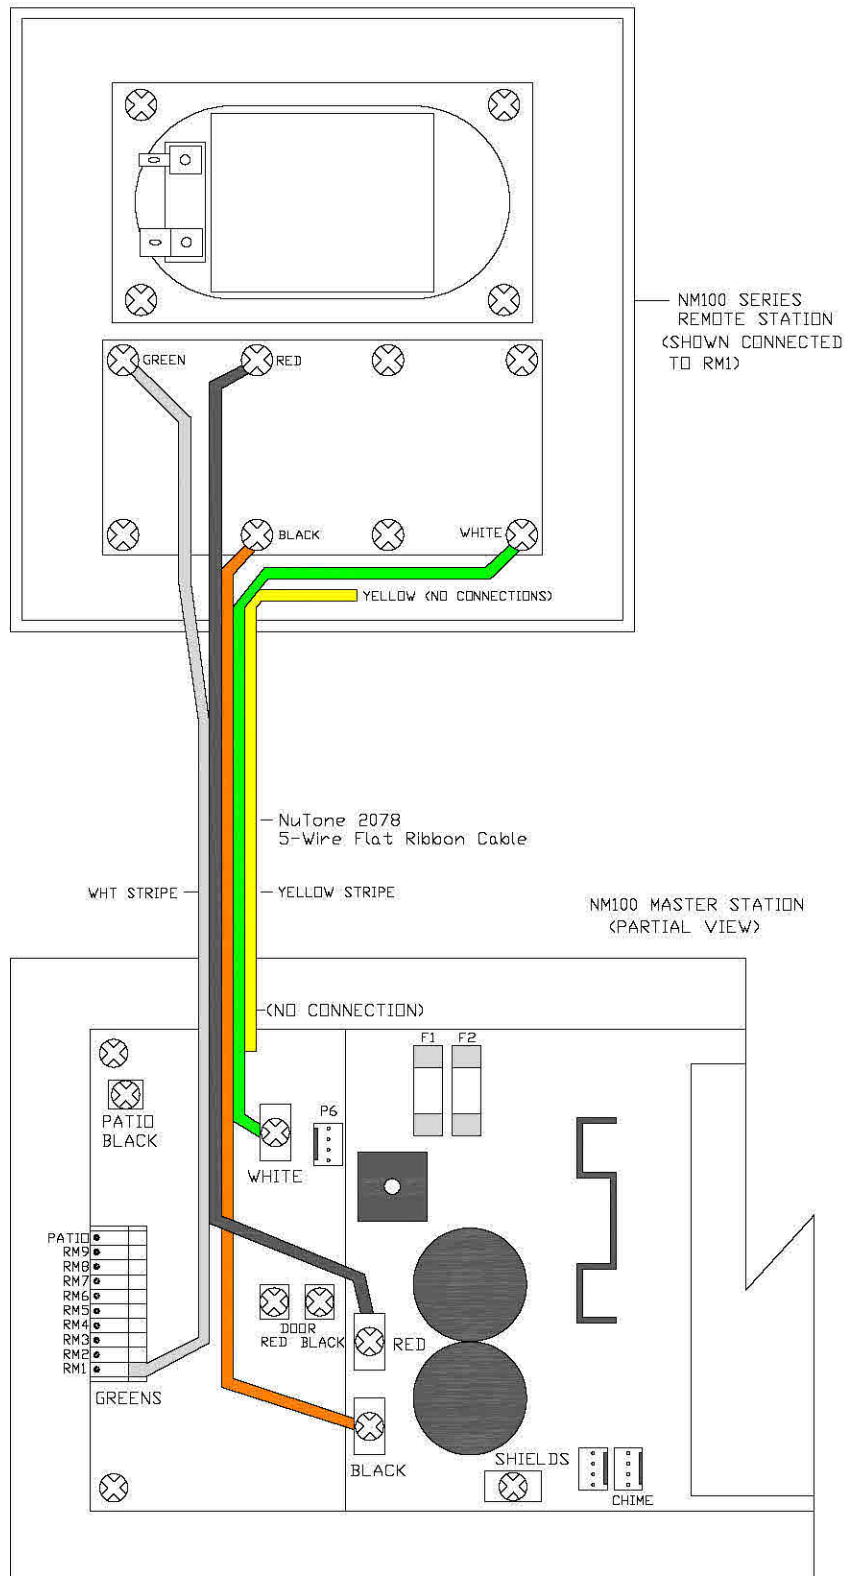 NM100 SERIES
REMOTE STATION
(SHOWN CONNECTED
TO RM1)
GREEN
RED
BLACK
WHITE
YELLOW (NO CONNECTIONS)
NuTone 2078
5-Wire Flat Ribbon Cable
WHT STRIPE
YELLOW STRIPE
NM100 MASTER STATION
(PARTIAL VIEW)
(NO CONNECTION)
F1
F2
PATIO
BLACK
P6
WHITE
PATIO
RM9
RM8
RM7
RM6
RM5
RM4
RM3
RM2
RM1
GREENS
DOOR
RED
BLACK
RED
BLACK
SHIELDS
CHIME